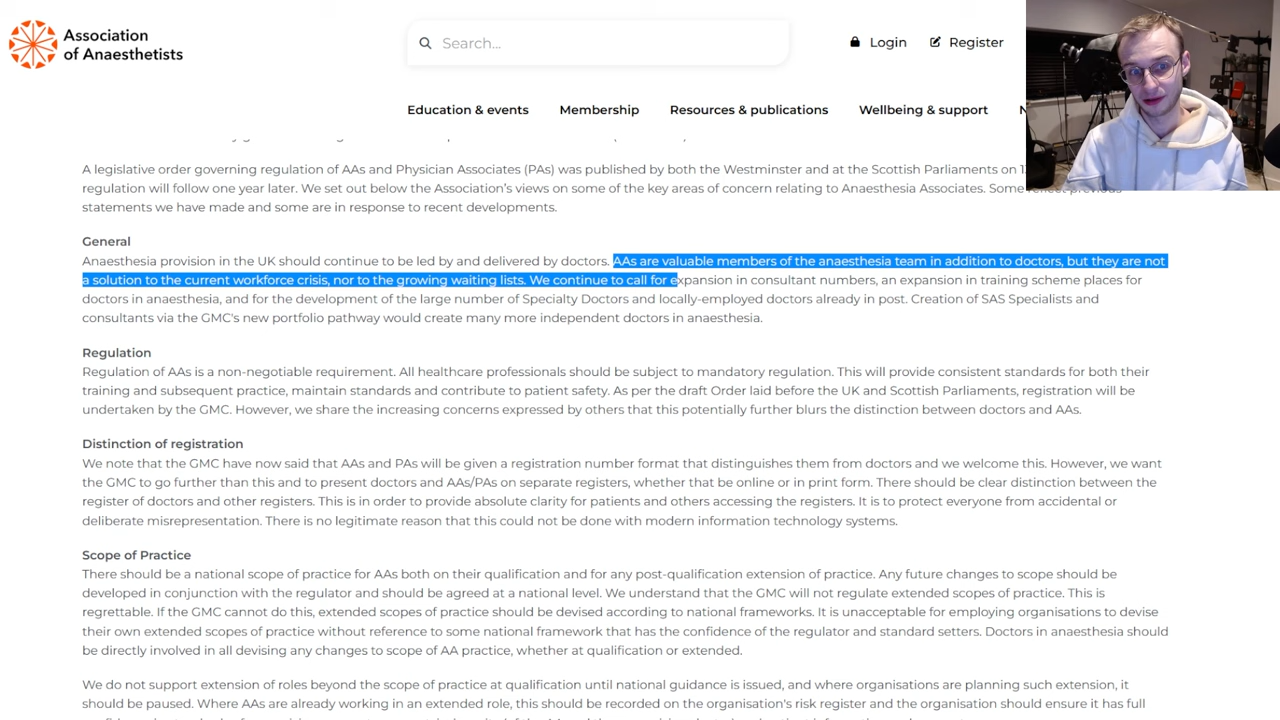 Association
of Anaesthetists
Search...
Login
Register
Education & events
Membership
Resources & publications
Wellbeing & support
A legislative order governing regulation of AAs and Physician Associates (PAs) was published by both the Westminster and at the Scottish Parliaments on 1
regulation will follow one year later. We set out below the Association's views on some of the key areas of concern relating to Anaesthesia Associates. Some reflect previous
statements we have made and some are in response to recent developments.
General
Anaesthesia provision in the UK should continue to be led by and delivered by doctors. AAs are valuable members of the anaesthesia team in addition to doctors, but they are not
a solution to the current workforce crisis, nor to the growing waiting lists. We continue to call for expansion in consultant numbers, an expansion in training scheme places for
doctors in anaesthesia, and for the development of the large number of Specialty Doctors and locally-employed doctors already in post. Creation of SAS Specialists and
consultants via the GMC's new portfolio pathway would create many more independent doctors in anaesthesia.
Regulation
Regulation of AAs is a non-negotiable requirement. All healthcare professionals should be subject to mandatory regulation. This will provide consistent standards for both their
training and subsequent practice, maintain standards and contribute to patient safety. As per the draft Order laid before the UK and Scottish Parliaments, registration will be
undertaken by the GMC. However, we share the increasing concerns expressed by others that this potentially further blurs the distinction between doctors and AAs.
Distinction of registration
We note that the GMC have now said that AAs and PAs will be given a registration number format that distinguishes them from doctors and we welcome this. However, we want
the GMC to go further than this and to present doctors and AAs/PAs on separate registers, whether that be online or in print form. There should be clear distinction between the
register of doctors and other registers. This is in order to provide absolute clarity for patients and others accessing the registers. It is to protect everyone from accidental or
deliberate misrepresentation. There is no legitimate reason that this could not be done with modern information technology systems.
Scope of Practice
There should be a national scope of practice for AAs both on their qualification and for any post-qualification extension of practice. Any future changes to scope should be
developed in conjunction with the regulator and should be agreed at a national level. We understand that the GMC will not regulate extended scopes of practice. This is
regrettable. If the GMC cannot do this, extended scopes of practice should be devised according to national frameworks. It is unacceptable for employing organisations to devise
their own extended scopes of practice without reference to some national framework that has the confidence of the regulator and standard setters. Doctors in anaesthesia should
be directly involved in all devising any changes to scope of AA practice, whether at qualification or extended.
We do not support extension of roles beyond the scope of practice at qualification until national guidance is issued, and where organisations are planning such extension, it
should be paused. Where AAs are already working in an extended role, this should be recorded on the organisation's risk register and the organisation should ensure it has full